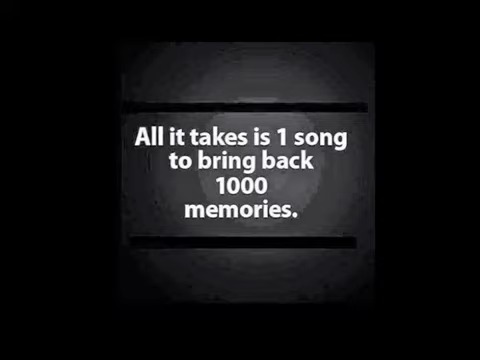 All it takes is 1 song
to bring back
1000
memories.